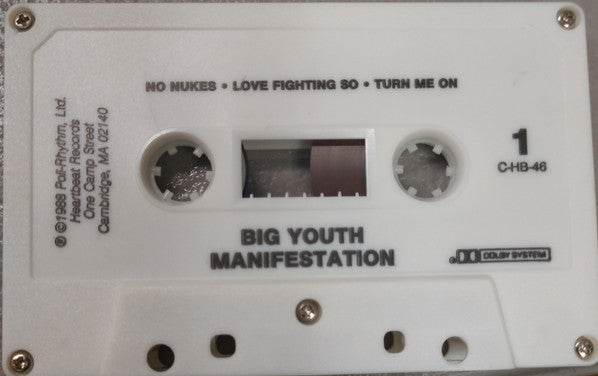 NO NUKES • LOVE FIGHTING SO • TURN ME ON
℗ ©1988 Poli-Rhythm, Ltd.
Heartbeat Records
One Camp Street
Cambridge, MA 02140
1
C-HB-46
BIG YOUTH
MANIFESTATION
DOLBY SYSTEM